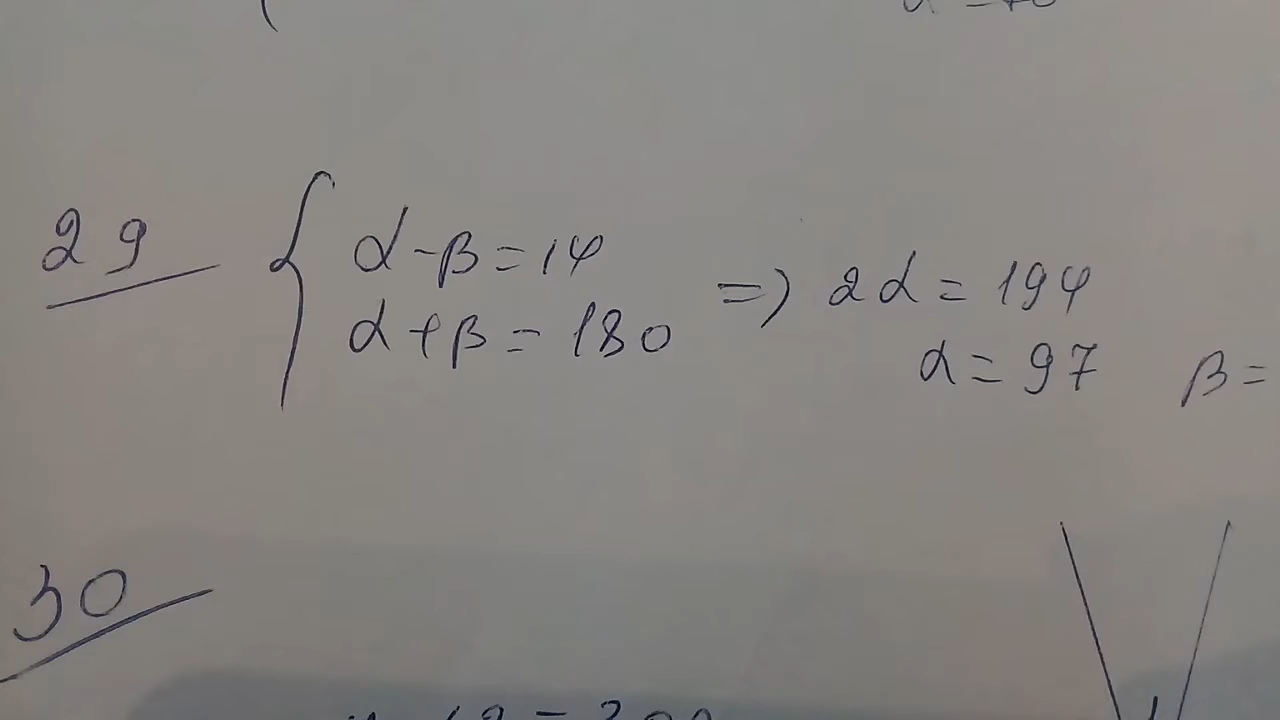 29 { α - β = 14
α + β = 180 => 2α = 194
α = 97 β =
30